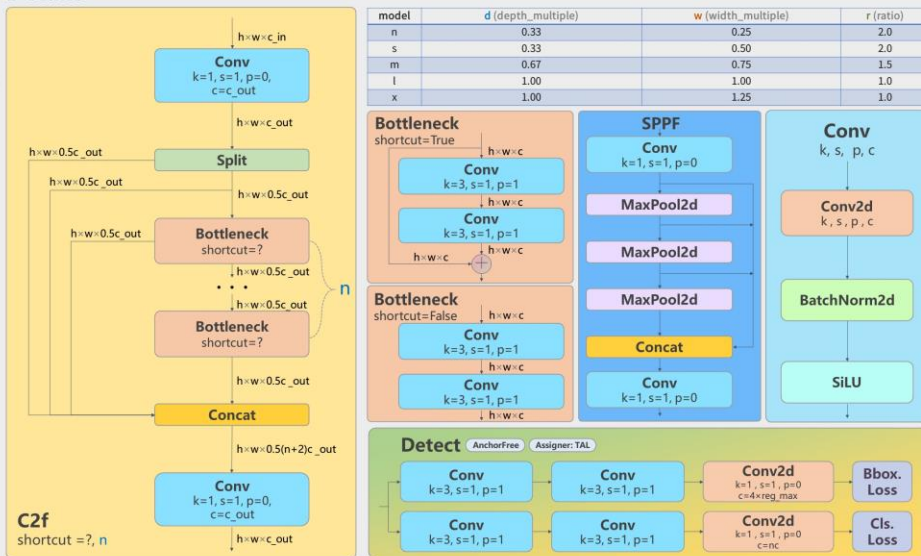 h×w×c_in
Conv
k=1, s=1, p=0,
c=c_out
h×w×c_out
h×w×0.5c_out
Split
h×w×0.5c_out
h×w×0.5c_out
h×w×0.5c_out
Bottleneck
shortcut=?
h×w×0.5c_out
• • •
n
h×w×0.5c_out
Bottleneck
shortcut=?
h×w×0.5c_out
Concat
h×w×0.5(n+2)c_out
Conv
k=1, s=1, p=0,
c=c_out
C2f
shortcut =?, n
h×w×c_out
model d (depth_multiple) w (width_multiple) r (ratio)
n 0.33 0.25 2.0
s 0.33 0.50 2.0
m 0.67 0.75 1.5
l 1.00 1.00 1.0
x 1.00 1.25 1.0
Bottleneck
shortcut=True
h×w×c
Conv
k=3, s=1, p=1
h×w×c
Conv
k=3, s=1, p=1
h×w×c
h×w×c
+
Bottleneck
shortcut=False
h×w×c
Conv
k=3, s=1, p=1
h×w×c
Conv
k=3, s=1, p=1
h×w×c
SPPF
Conv
k=1, s=1, p=0
MaxPool2d
MaxPool2d
MaxPool2d
Concat
Conv
k=1, s=1, p=0
Conv
k, s, p, c
Conv2d
k, s, p, c
BatchNorm2d
SiLU
Detect AnchorFree Assigner: TAL
Conv
k=3, s=1, p=1
Conv
k=3, s=1, p=1
Conv2d
k=1, s=1, p=0
c=4×reg_max
Bbox.
Loss
Conv
k=3, s=1, p=1
Conv
k=3, s=1, p=1
Conv2d
k=1, s=1, p=0
c=nc
Cls.
Loss